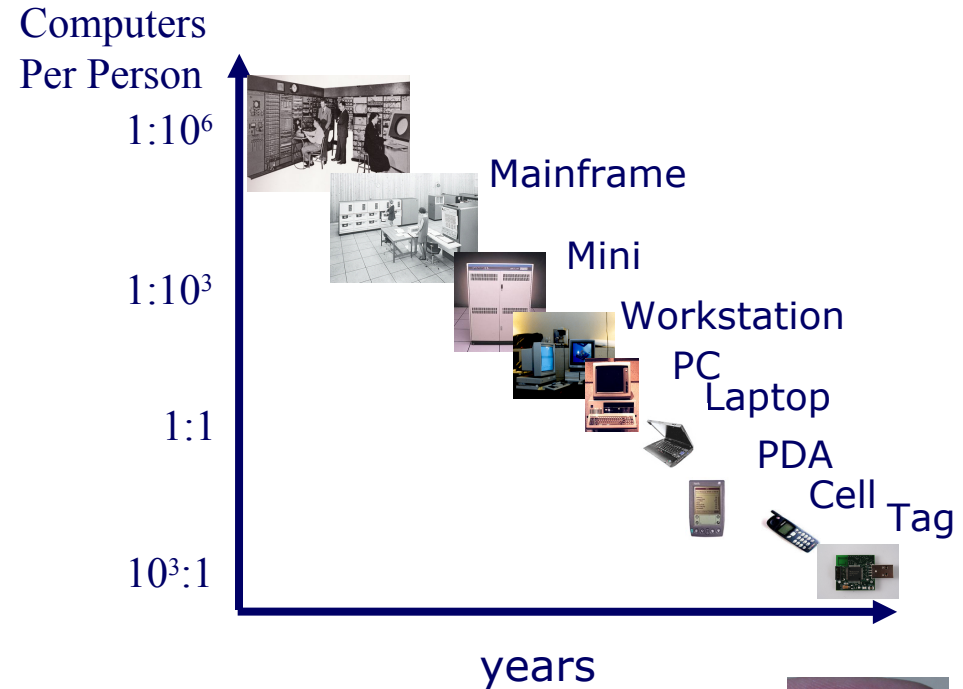 Computers
Per Person
1:10⁶
Mainframe
Mini
1:10³
Workstation
PC
Laptop
1:1
PDA
Cell
Tag
10³:1
years